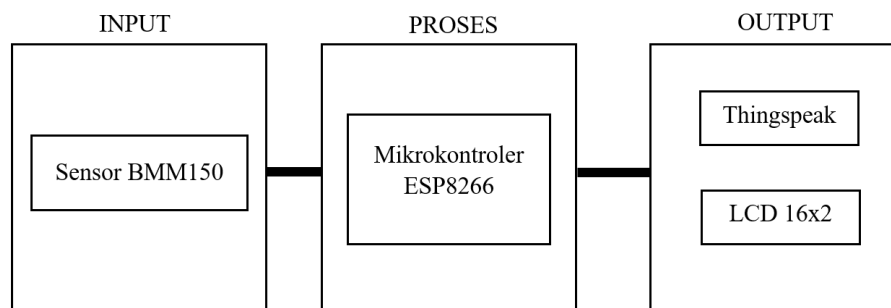 INPUT
PROSES
OUTPUT
Sensor BMM150
Mikrokontroler
ESP8266
Thingspeak
LCD 16x2